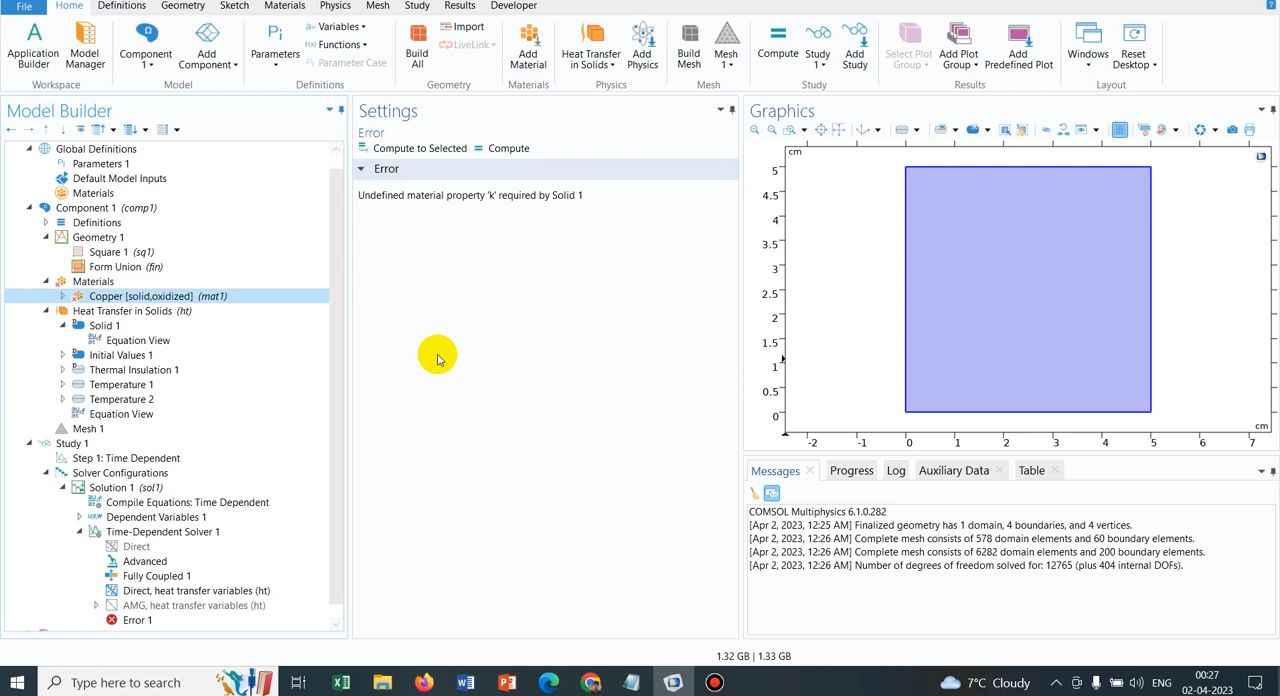 File Home Definitions Geometry Sketch Materials Physics Mesh Study Results Developer
Application Builder
Model Manager
Workspace
Component 1
Add Component
Model
Pi
Parameters
a= Variables
f(x) Functions
Pi Parameter Case
Definitions
Build All
Import
LiveLink
Geometry
Add Material
Materials
Heat Transfer in Solids
Add Physics
Physics
Build Mesh
Mesh 1
Mesh
Compute
Study 1
Add Study
Study
Select Plot Group
Add Plot Group
Add Predefined Plot
Results
Windows
Reset Desktop
Layout
Model Builder
Global Definitions
Pi Parameters 1
Default Model Inputs
Materials
Component 1 (comp1)
Definitions
Geometry 1
Square 1 (sq1)
Form Union (fin)
Materials
Copper [solid,oxidized] (mat1)
Heat Transfer in Solids (ht)
Solid 1
Equation View
Initial Values 1
Thermal Insulation 1
Temperature 1
Temperature 2
Equation View
Mesh 1
Study 1
Step 1: Time Dependent
Solver Configurations
Solution 1 (sol1)
Compile Equations: Time Dependent
Dependent Variables 1
Time-Dependent Solver 1
Direct
Advanced
Fully Coupled 1
Direct, heat transfer variables (ht)
AMG, heat transfer variables (ht)
Error 1
Settings
Error
Compute to Selected = Compute
Error
Undefined material property 'k' required by Solid 1
Graphics
cm
5
4.5
4
3.5
3
2.5
2
1.5
1
0.5
0
-2 -1 0 1 2 3 4 5 6 7
cm
Messages Progress Log Auxiliary Data Table
COMSOL Multiphysics 6.1.0.282
[Apr 2, 2023, 12:25 AM] Finalized geometry has 1 domain, 4 boundaries, and 4 vertices.
[Apr 2, 2023, 12:26 AM] Complete mesh consists of 578 domain elements and 60 boundary elements.
[Apr 2, 2023, 12:26 AM] Complete mesh consists of 6282 domain elements and 200 boundary elements.
[Apr 2, 2023, 12:26 AM] Number of degrees of freedom solved for: 12765 (plus 404 internal DOFs).
1.32 GB | 1.33 GB
Type here to search
7°C Cloudy
ENG
00:27
02-04-2023